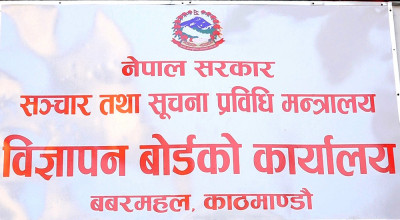 नेपाल सरकार
सञ्चार तथा सूचना प्रविधि मन्त्रालय
विज्ञापन बोर्डको कार्यालय
बबरमहल, काठमाण्डौ